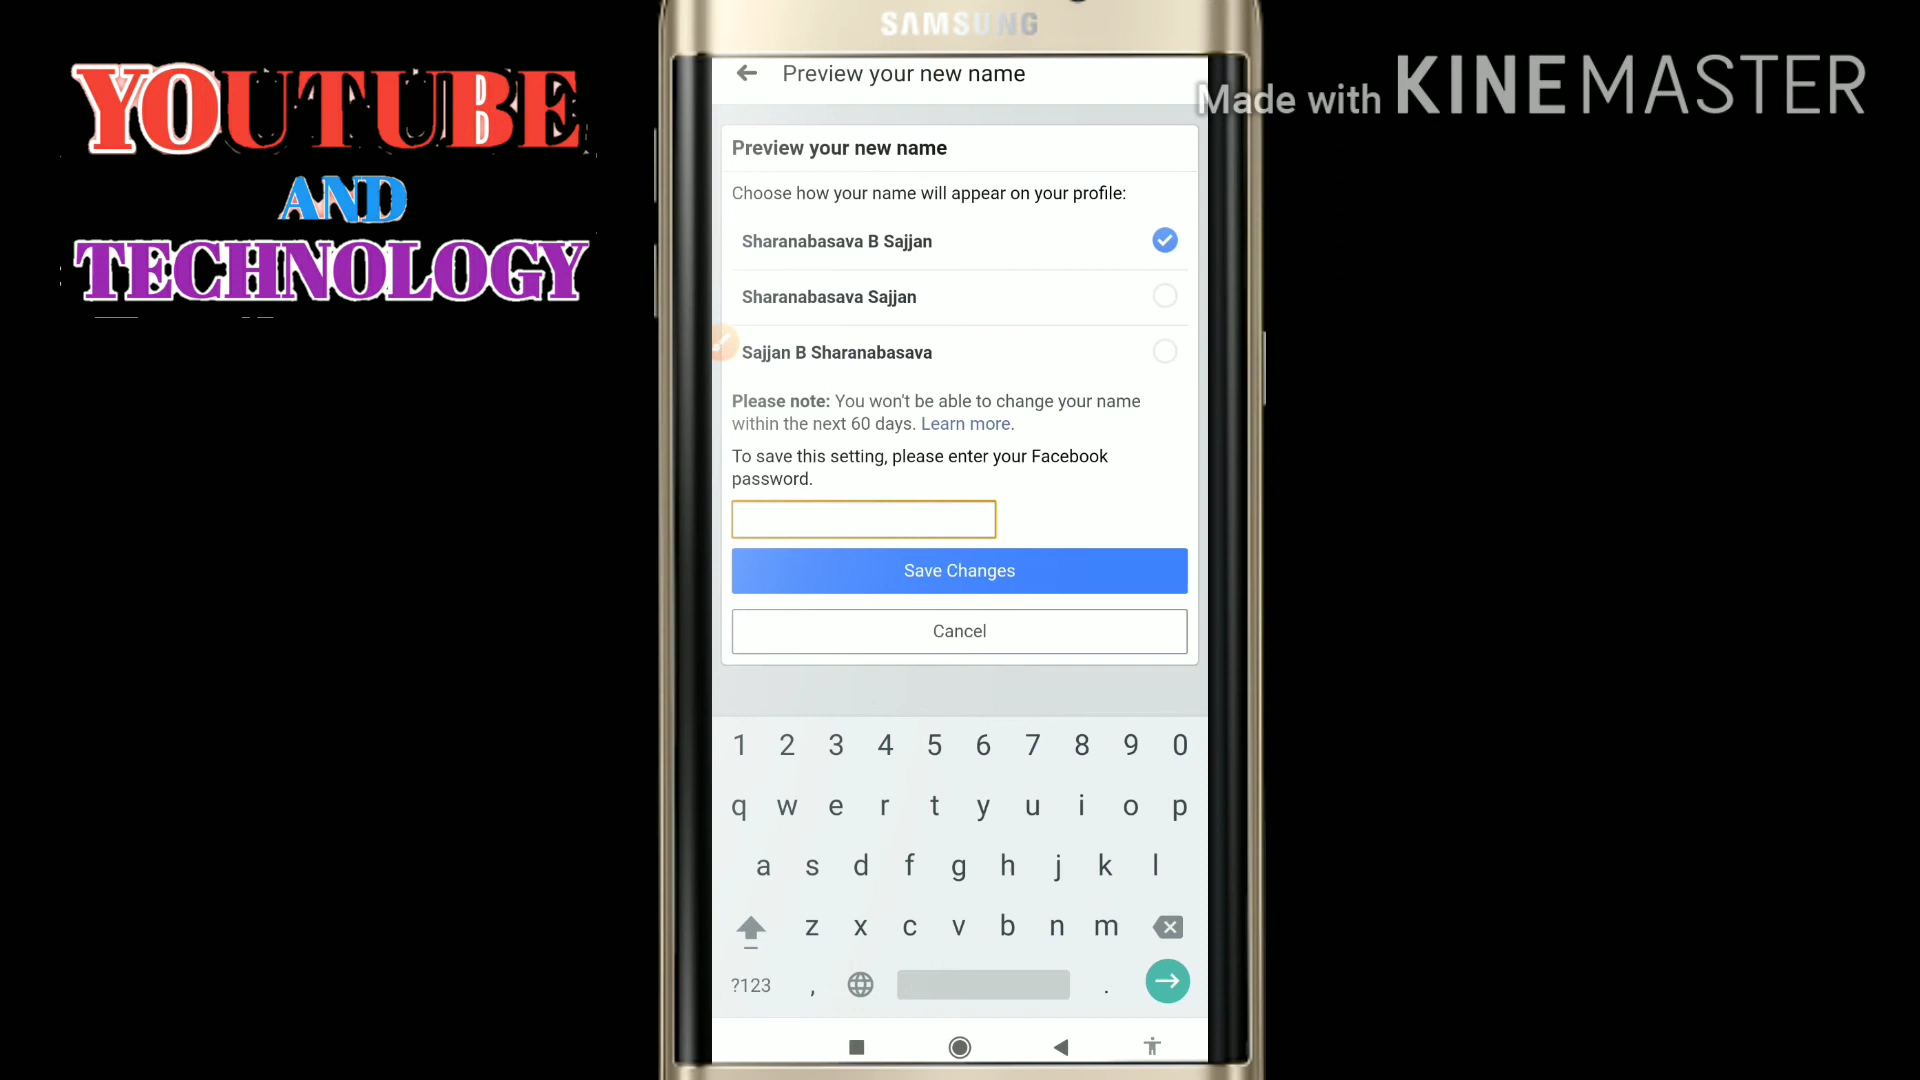 SAMSUNG
YOUTUBE
AND
TECHNOLOGY
Made with KINEMASTER
Preview your new name
Preview your new name
Choose how your name will appear on your profile:
Sharanabasava B Sajjan
Sharanabasava Sajjan
Sajjan B Sharanabasava
Please note: You won't be able to change your name
within the next 60 days. Learn more.
To save this setting, please enter your Facebook
password.
Save Changes
Cancel
1 2 3 4 5 6 7 8 9 0
q w e r t y u i o p
a s d f g h j k l
z x c v b n m
?123 , .